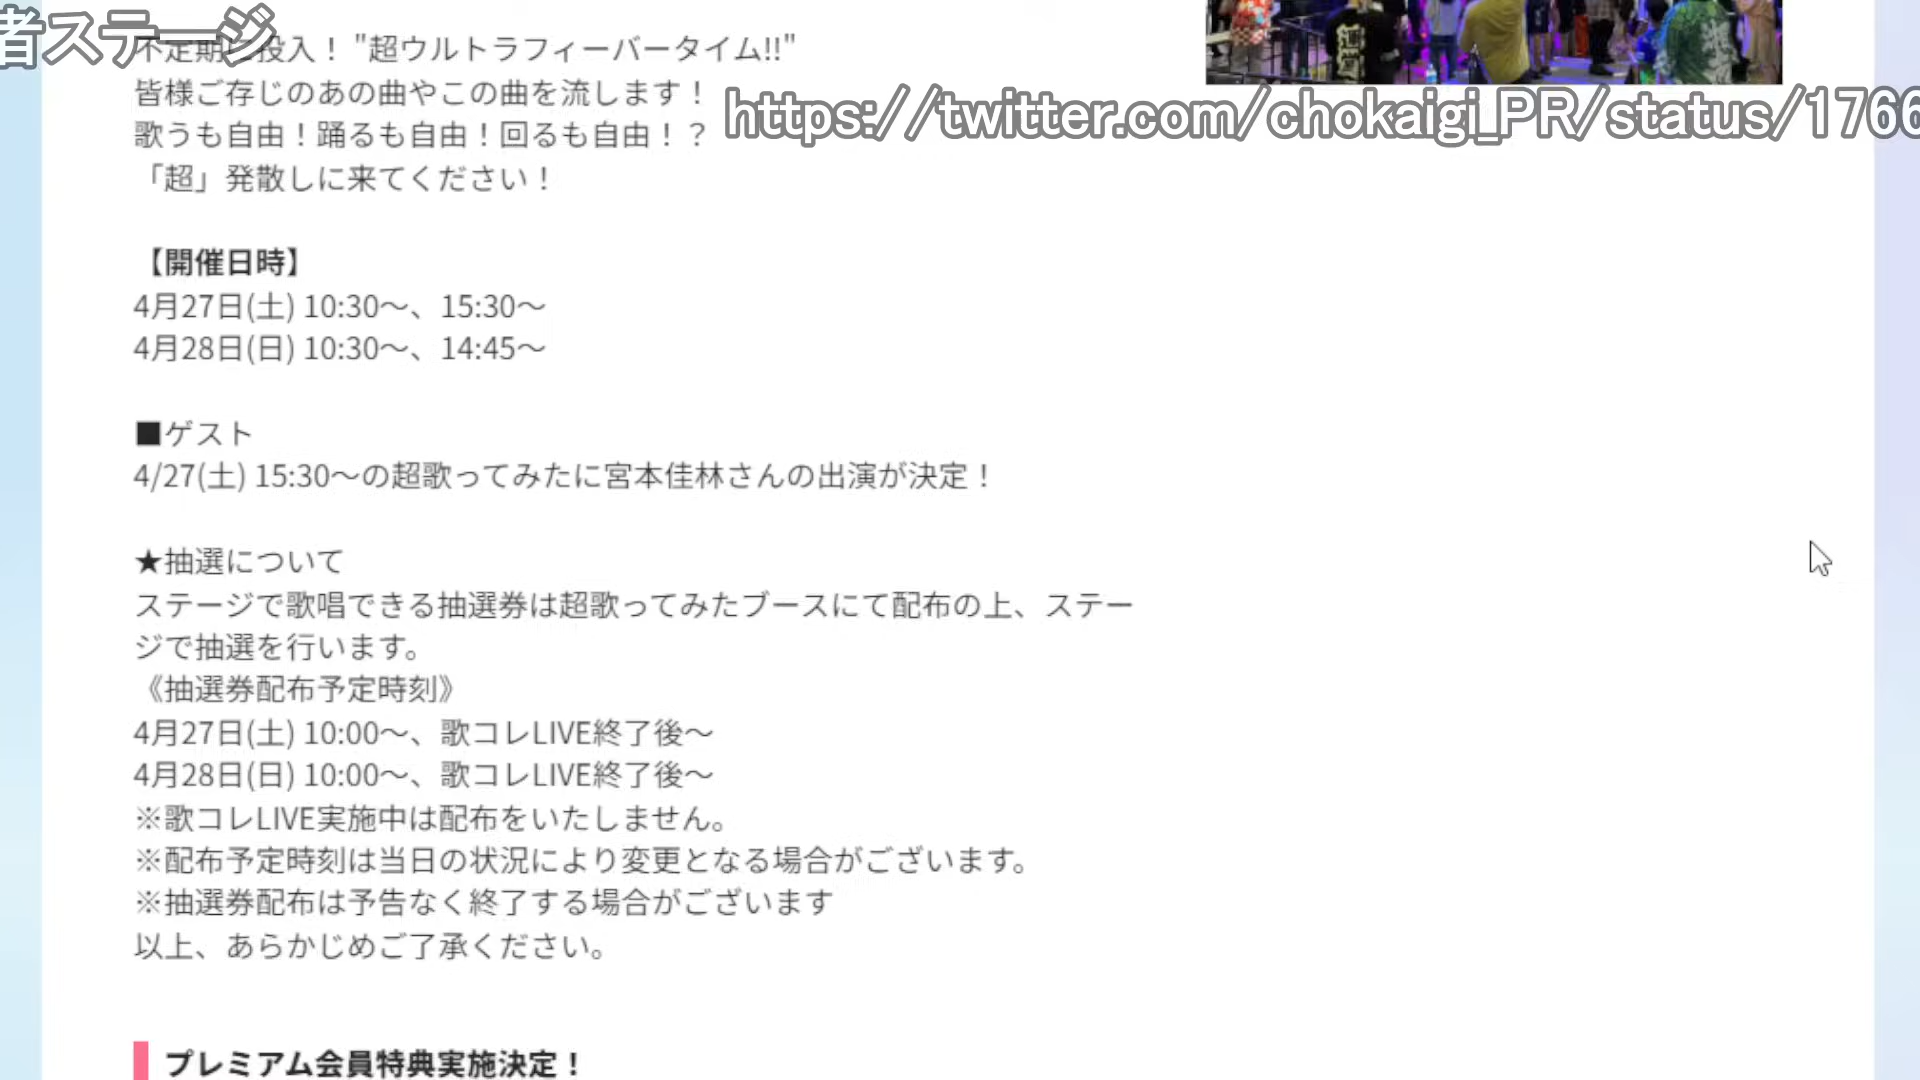 者ステージ
不定期に投入！ "超ウルトラフィーバータイム!!"
皆様ご存じのあの曲やこの曲を流します！
https://twitter.com/chokaigi_PR/status/1766
歌うも自由！踊るも自由！回るも自由！？
「超」発散しに来てください！
【開催日時】
4月27日(土) 10:30～、15:30～
4月28日(日) 10:30～、14:45～
■ゲスト
4/27(土) 15:30～の超歌ってみたに宮本佳林さんの出演が決定！
★抽選について
ステージで歌唱できる抽選券は超歌ってみたブースにて配布の上、ステー
ジで抽選を行います。
《抽選券配布予定時刻》
4月27日(土) 10:00～、歌コレLIVE終了後～
4月28日(日) 10:00～、歌コレLIVE終了後～
※歌コレLIVE実施中は配布をいたしません。
※配布予定時刻は当日の状況により変更となる場合がございます。
※抽選券配布は予告なく終了する場合がございます
以上、あらかじめご了承ください。
プレミアム会員特典実施決定！